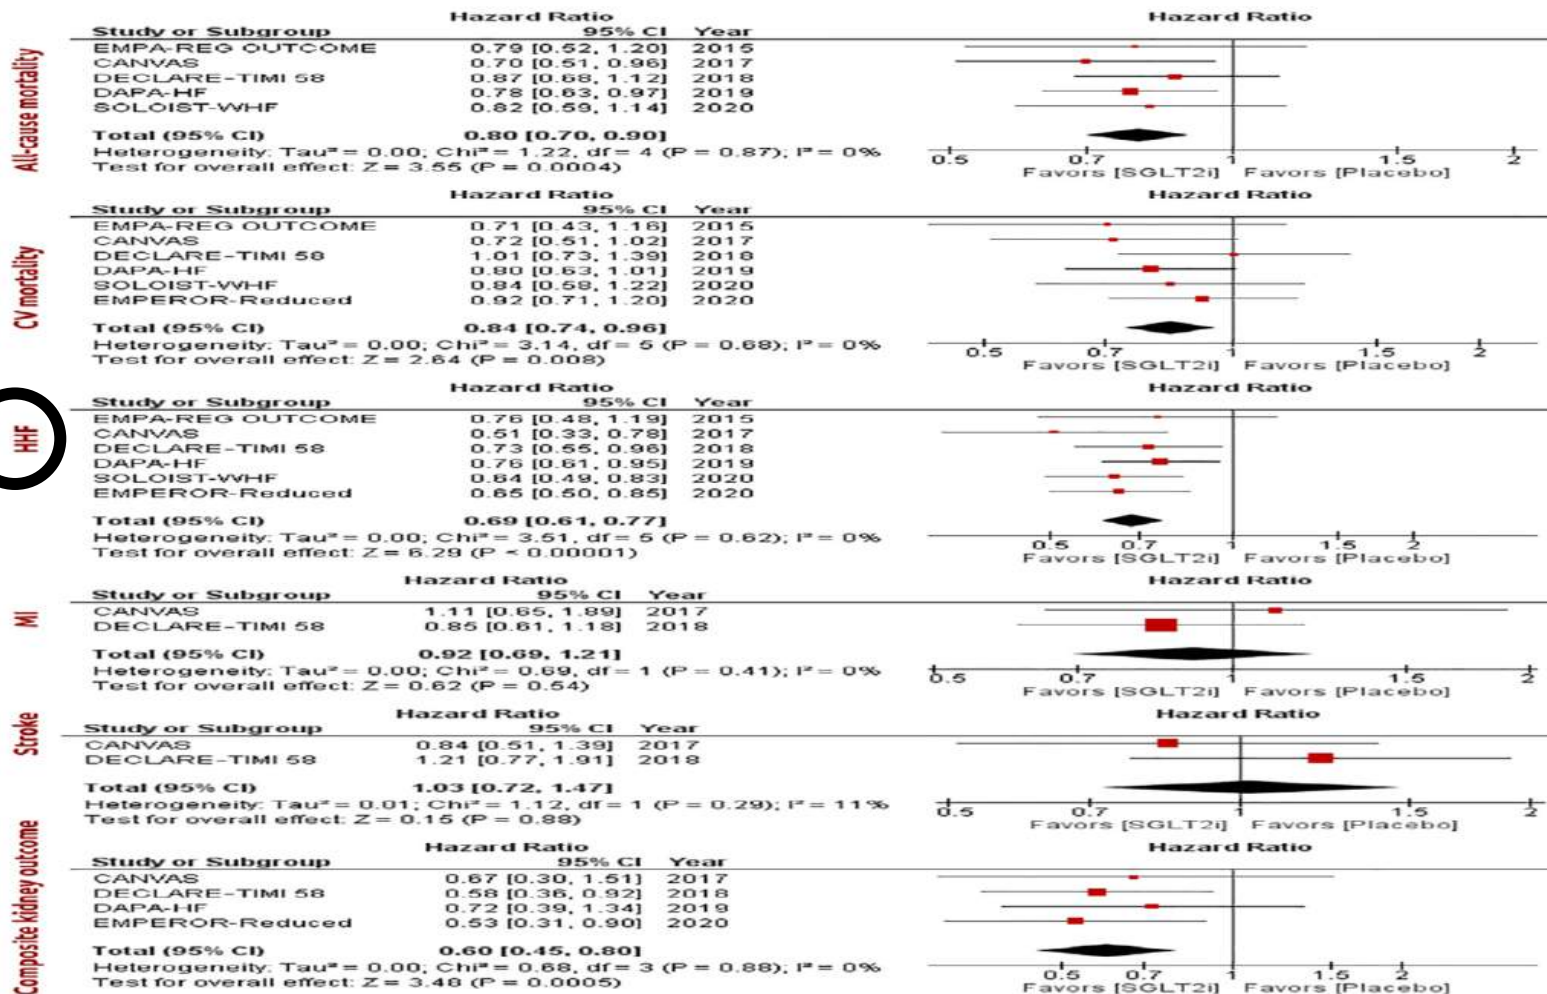 All-cause mortality
Hazard Ratio Hazard Ratio
Study or Subgroup 95% CI Year
EMPA-REG OUTCOME 0.79 [0.52, 1.20] 2015
CANVAS 0.70 [0.51, 0.96] 2017
DECLARE-TIMI 58 0.87 [0.68, 1.12] 2018
DAPA-HF 0.78 [0.63, 0.97] 2019
SOLOIST-WHF 0.82 [0.59, 1.14] 2020
Total (95% CI) 0.80 [0.70, 0.90]
Heterogeneity: Tau² = 0.00; Chi² = 1.22, df = 4 (P = 0.87); I² = 0%
Test for overall effect: Z = 3.55 (P = 0.0004)
0.5 0.7 1 1.5 2
Favors [SGLT2i] Favors [Placebo]
CV mortality
Hazard Ratio Hazard Ratio
Study or Subgroup 95% CI Year
EMPA-REG OUTCOME 0.71 [0.43, 1.16] 2015
CANVAS 0.72 [0.51, 1.02] 2017
DECLARE-TIMI 58 1.01 [0.73, 1.39] 2018
DAPA-HF 0.80 [0.63, 1.01] 2019
SOLOIST-WHF 0.84 [0.58, 1.22] 2020
EMPEROR-Reduced 0.92 [0.71, 1.20] 2020
Total (95% CI) 0.84 [0.74, 0.96]
Heterogeneity: Tau² = 0.00; Chi² = 3.14, df = 5 (P = 0.68); I² = 0%
Test for overall effect: Z = 2.64 (P = 0.008)
0.5 0.7 1 1.5 2
Favors [SGLT2i] Favors [Placebo]
HHF
Hazard Ratio Hazard Ratio
Study or Subgroup 95% CI Year
EMPA-REG OUTCOME 0.76 [0.48, 1.19] 2015
CANVAS 0.51 [0.33, 0.78] 2017
DECLARE-TIMI 58 0.73 [0.55, 0.96] 2018
DAPA-HF 0.76 [0.61, 0.95] 2019
SOLOIST-WHF 0.64 [0.49, 0.83] 2020
EMPEROR-Reduced 0.65 [0.50, 0.85] 2020
Total (95% CI) 0.69 [0.61, 0.77]
Heterogeneity: Tau² = 0.00; Chi² = 3.51, df = 5 (P = 0.62); I² = 0%
Test for overall effect: Z = 6.29 (P < 0.00001)
0.5 0.7 1 1.5 2
Favors [SGLT2i] Favors [Placebo]
MI
Hazard Ratio Hazard Ratio
Study or Subgroup 95% CI Year
CANVAS 1.11 [0.65, 1.89] 2017
DECLARE-TIMI 58 0.85 [0.61, 1.18] 2018
Total (95% CI) 0.92 [0.69, 1.21]
Heterogeneity: Tau² = 0.00; Chi² = 0.69, df = 1 (P = 0.41); I² = 0%
Test for overall effect: Z = 0.62 (P = 0.54)
0.5 0.7 1 1.5 2
Favors [SGLT2i] Favors [Placebo]
Stroke
Hazard Ratio Hazard Ratio
Study or Subgroup 95% CI Year
CANVAS 0.84 [0.51, 1.39] 2017
DECLARE-TIMI 58 1.21 [0.77, 1.91] 2018
Total (95% CI) 1.03 [0.72, 1.47]
Heterogeneity: Tau² = 0.01; Chi² = 1.12, df = 1 (P = 0.29); I² = 11%
Test for overall effect: Z = 0.15 (P = 0.88)
0.5 0.7 1 1.5 2
Favors [SGLT2i] Favors [Placebo]
Composite kidney outcome
Hazard Ratio Hazard Ratio
Study or Subgroup 95% CI Year
CANVAS 0.67 [0.30, 1.51] 2017
DECLARE-TIMI 58 0.58 [0.36, 0.92] 2018
DAPA-HF 0.72 [0.39, 1.34] 2019
EMPEROR-Reduced 0.53 [0.31, 0.90] 2020
Total (95% CI) 0.60 [0.45, 0.80]
Heterogeneity: Tau² = 0.00; Chi² = 0.68, df = 3 (P = 0.88); I² = 0%
Test for overall effect: Z = 3.48 (P = 0.0005)
0.5 0.7 1 1.5 2
Favors [SGLT2i] Favors [Placebo]